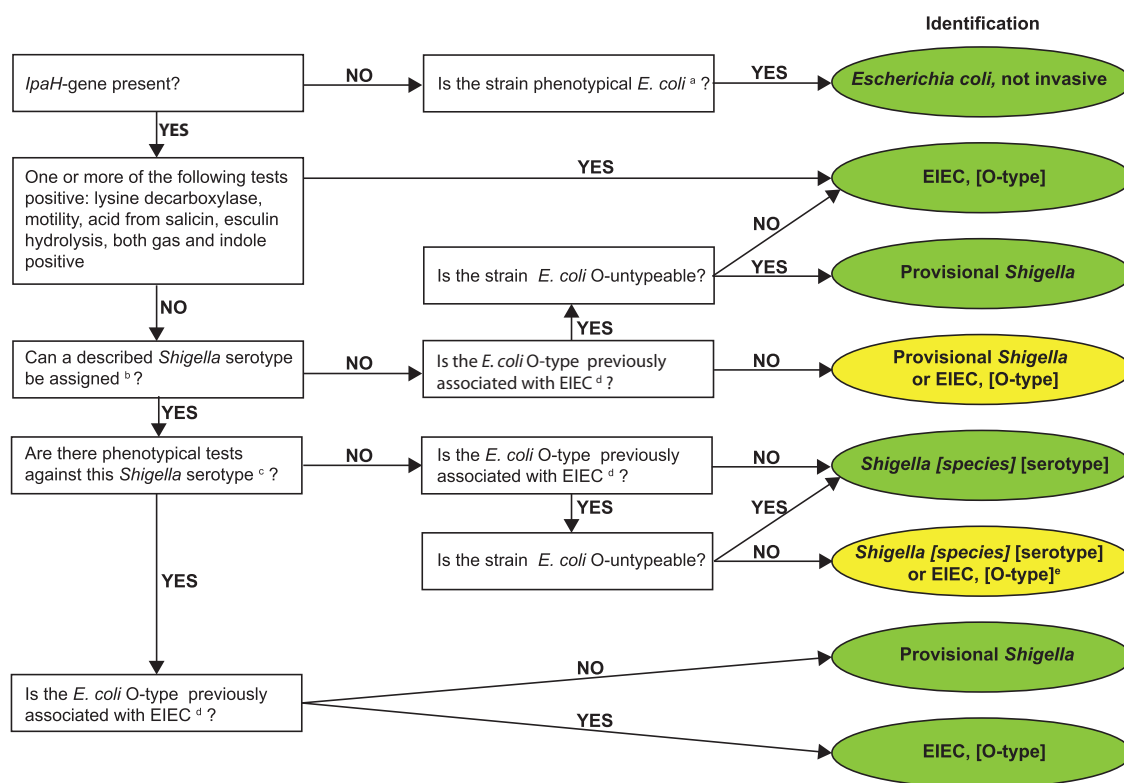 Identification
IpaH-gene present?
NO
Is the strain phenotypical E. coli a ?
YES
Escherichia coli, not invasive
YES
One or more of the following tests
positive: lysine decarboxylase,
motility, acid from salicin, esculin
hydrolysis, both gas and indole
positive
YES
EIEC, [O-type]
NO
Is the strain E. coli O-untypeable?
YES
Provisional Shigella
NO
YES
Can a described Shigella serotype
be assigned b ?
NO
Is the E. coli O-type previously
associated with EIEC d ?
NO
Provisional Shigella
or EIEC, [O-type]
YES
Are there phenotypical tests
against this Shigella serotype c ?
NO
Is the E. coli O-type previously
associated with EIEC d ?
NO
Shigella [species] [serotype]
YES
YES
Is the strain E. coli O-untypeable?
NO
Shigella [species] [serotype]
or EIEC, [O-type]e
YES
NO
Provisional Shigella
Is the E. coli O-type previously
associated with EIEC d ?
YES
EIEC, [O-type]